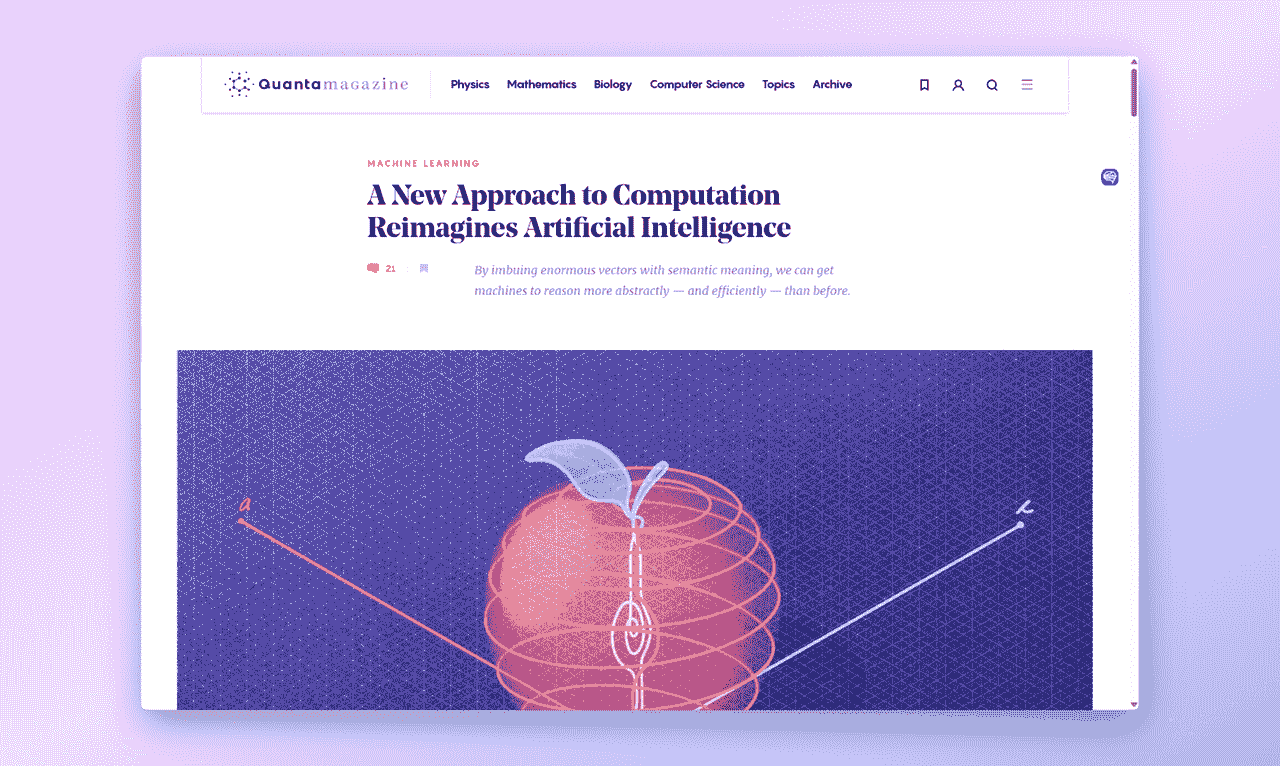 Quantamagazine
Physics Mathematics Biology Computer Science Topics Archive
MACHINE LEARNING
A New Approach to Computation
Reimagines Artificial Intelligence
21
By imbuing enormous vectors with semantic meaning, we can get
machines to reason more abstractly — and efficiently — than before.
a